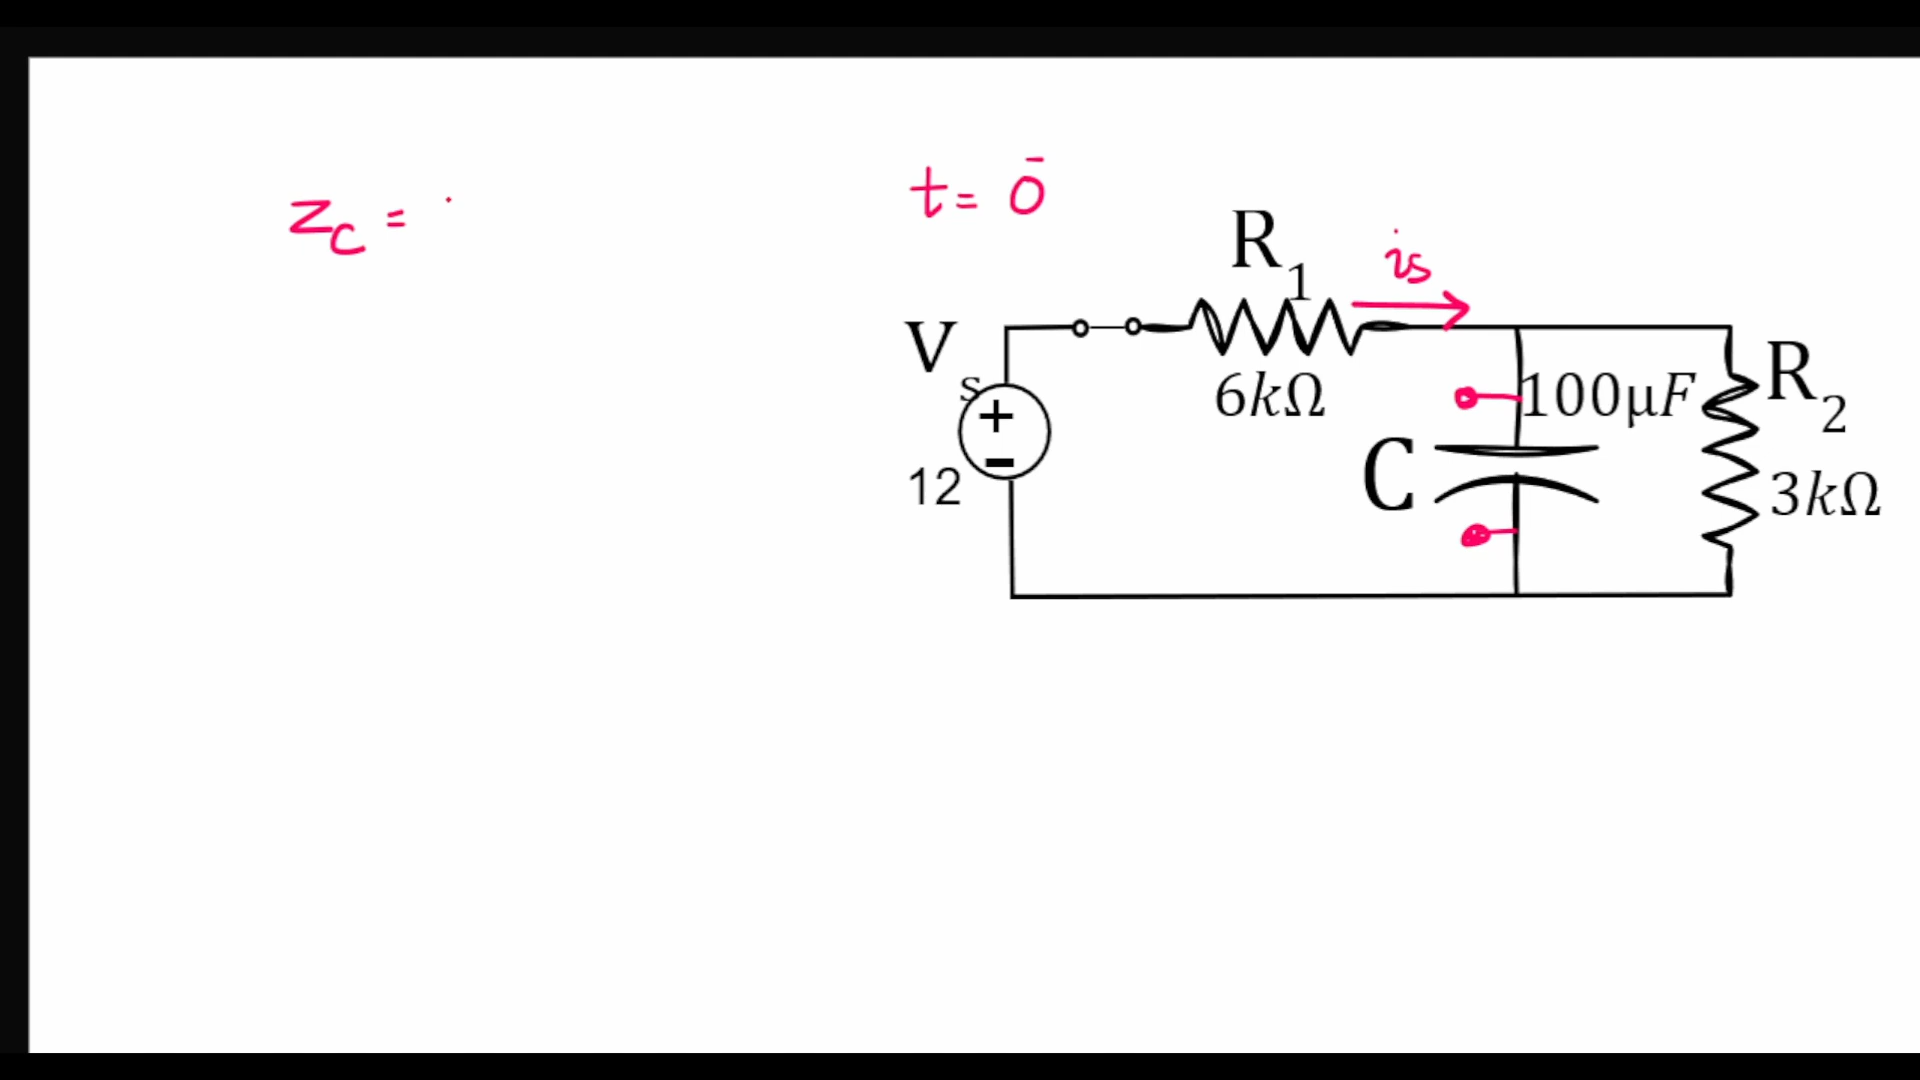 z_c =
t = 0̄
R_1
i_s
V_s
6kΩ
100μF
R_2
C
12
3kΩ